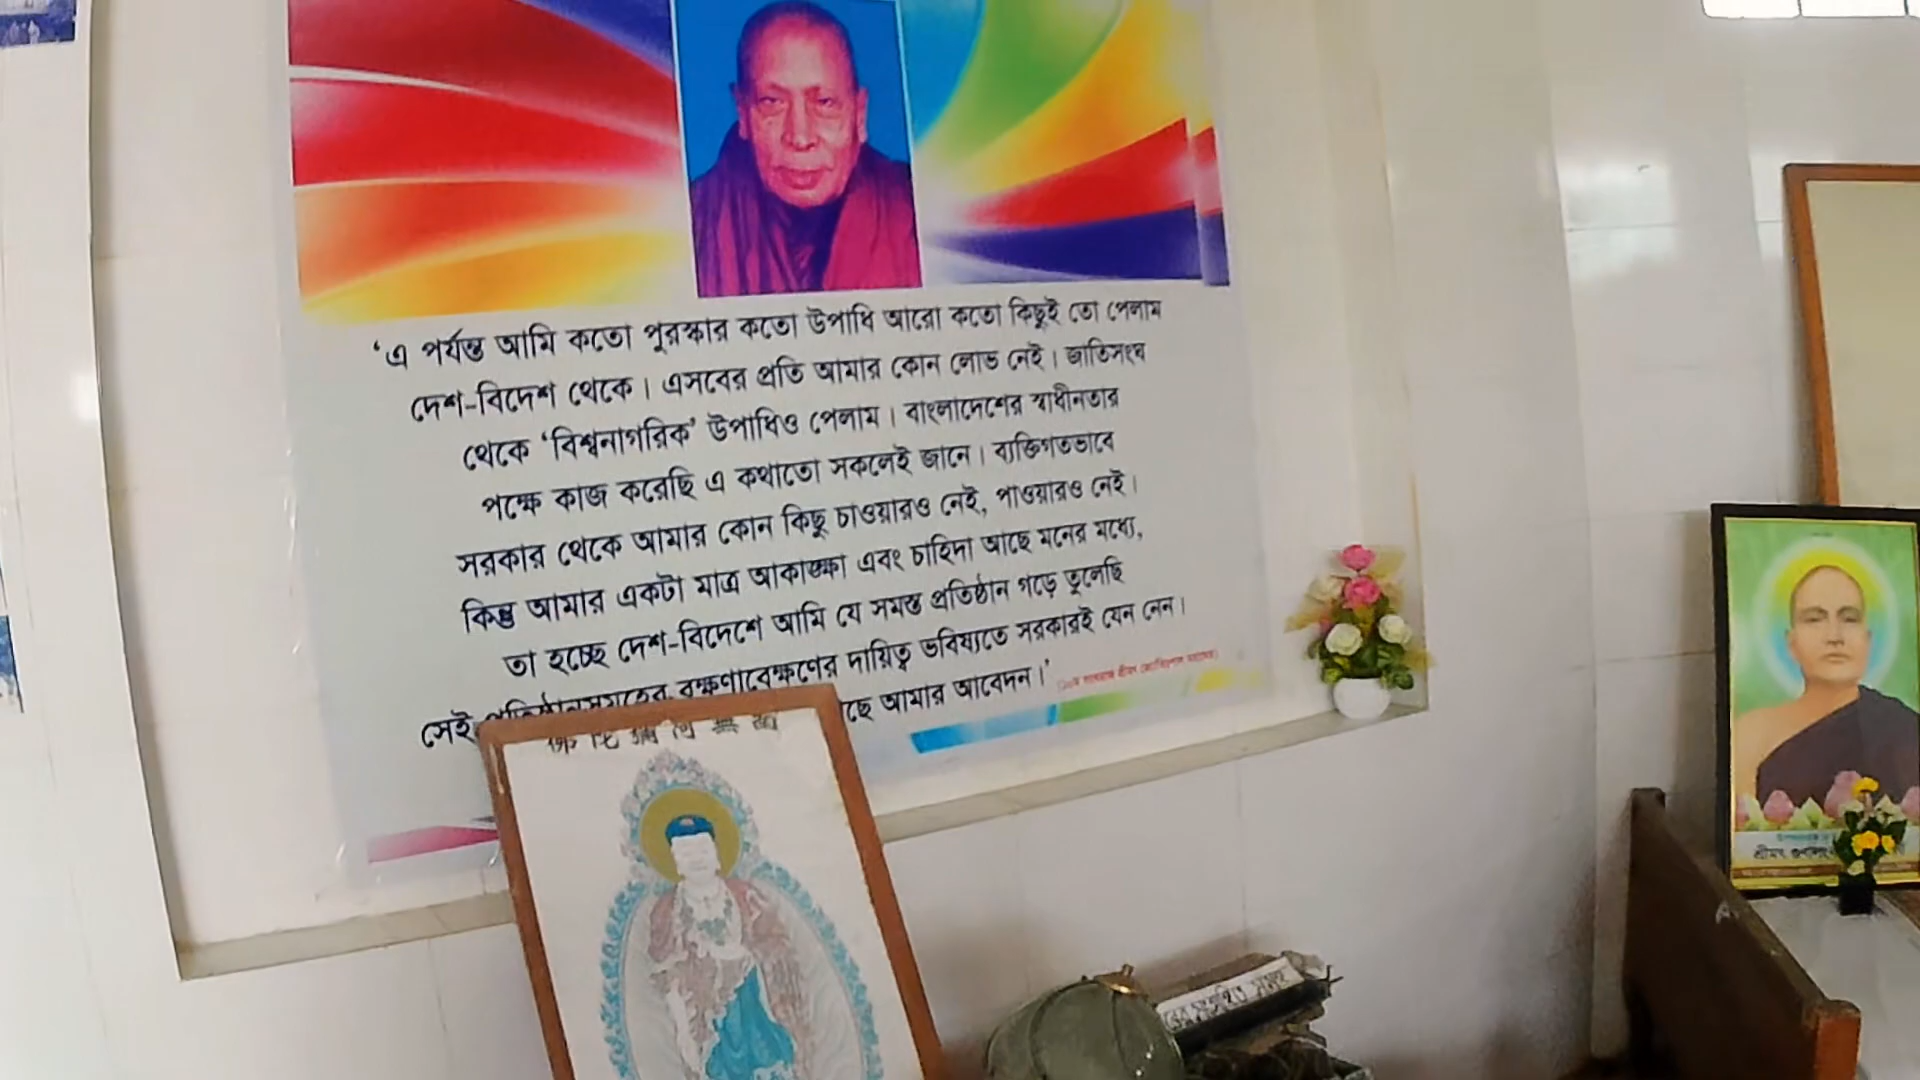 ‘এ পর্যন্ত আমি কতো পুরস্কার কতো উপাধি আরো কতো কিছুই তো পেলাম
দেশ-বিদেশ থেকে। এসবের প্রতি আমার কোন লোভ নেই। জাতিসংঘ
থেকে ‘বিশ্বনাগরিক’ উপাধিও পেলাম। বাংলাদেশের স্বাধীনতার
পক্ষে কাজ করেছি এ কথাতো সকলেই জানে। ব্যক্তিগতভাবে
সরকার থেকে আমার কোন কিছু চাওয়ারও নেই, পাওয়ারও নেই।
কিন্তু আমার একটা মাত্র আকাঙ্ক্ষা এবং চাহিদা আছে মনের মধ্যে,
তা হচ্ছে দেশ-বিদেশে আমি যে সমস্ত প্রতিষ্ঠান গড়ে তুলেছি
সেই প্রতিষ্ঠানসমূহের রক্ষণাবেক্ষণের দায়িত্ব ভবিষ্যতে সরকারই যেন নেন।
ছে আমার আবেদন।’
শ্রীমৎ